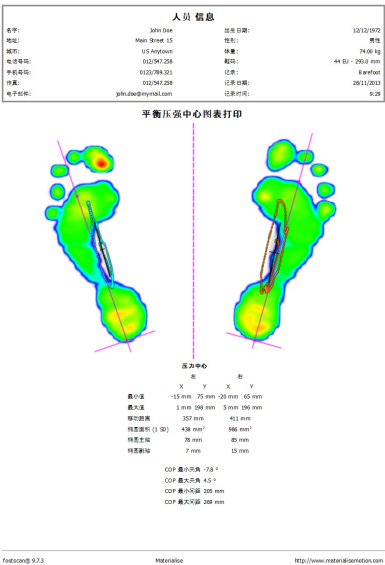 人员 信息
名字: John Doe 出生日期: 12/12/1972
地址: Main Street 15 性别: 男性
城市: US Anytown 体重: 74.00 kg
电话号码: 012/547.258 鞋码: 44 EU - 293.0 mm
手机号码: 0123/789.321 记录: Barefoot
传真: 012/547.258 记录日期: 28/11/2013
电子邮件: john.doe@mymail.com 记录时间: 9:29
平衡压强中心图表打印
压力中心
左 右
X Y X Y
最小值 -15 mm 75 mm -20 mm 65 mm
最大值 1 mm 198 mm 5 mm 196 mm
移动距离 357 mm 411 mm
椭圆面积 (1 SD) 438 mm² 986 mm²
椭圆主轴 78 mm 85 mm
椭圆副轴 7 mm 15 mm
COP 最小夹角 -7.8 °
COP 最大夹角 4.5 °
COP 最小间距 205 mm
COP 最大间距 269 mm
footscan® 9.7.3 Materialise http://www.materialisemotion.com